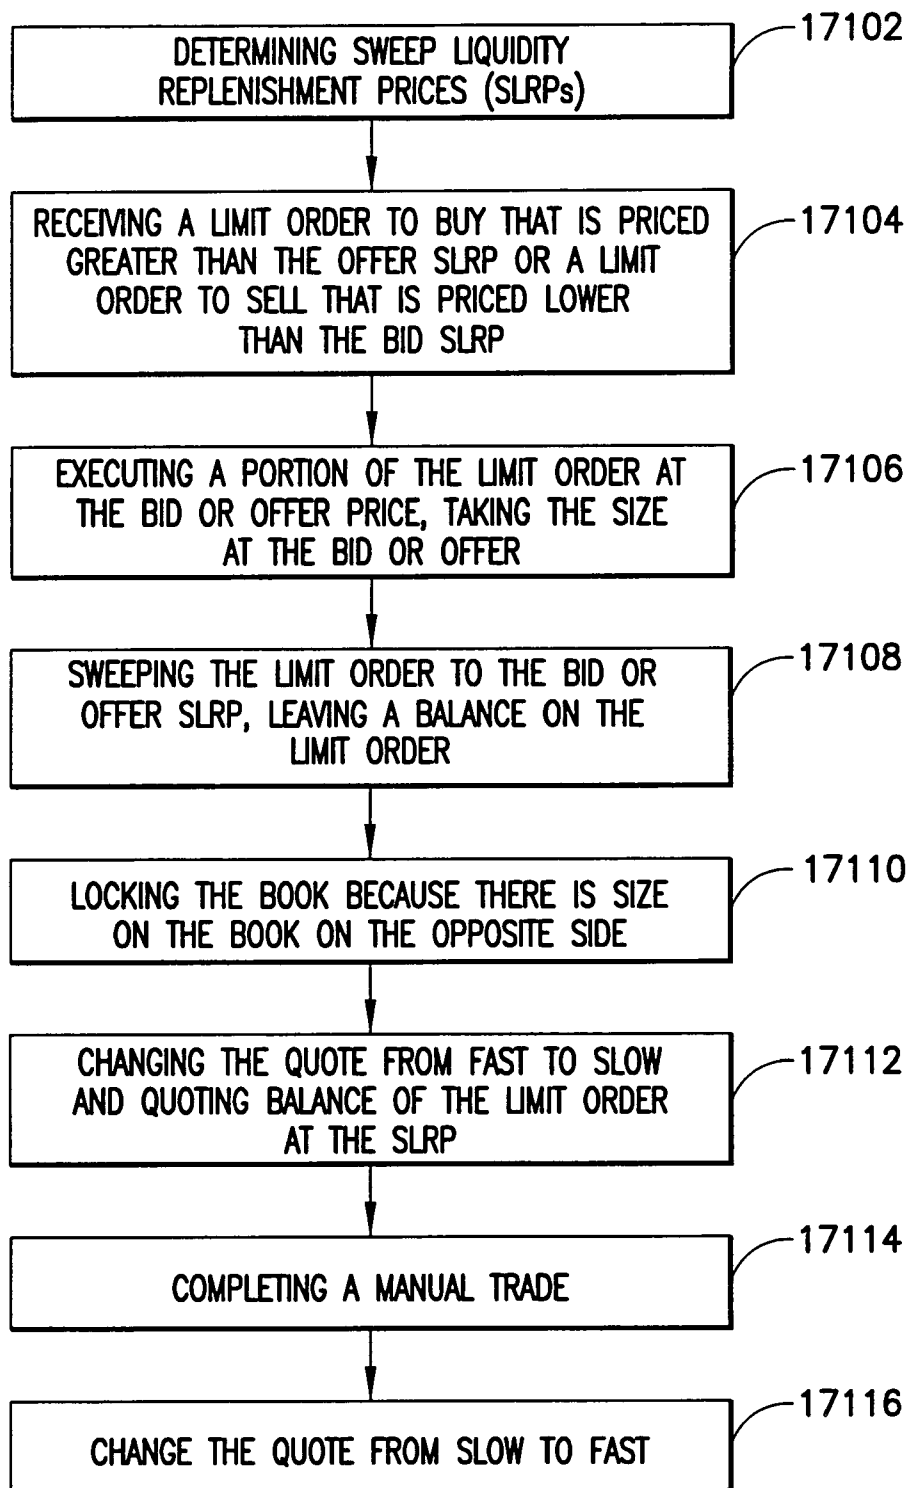 17102
DETERMINING SWEEP LIQUIDITY
REPLENISHMENT PRICES (SLRPs)
17104
RECEIVING A LIMIT ORDER TO BUY THAT IS PRICED
GREATER THAN THE OFFER SLRP OR A LIMIT
ORDER TO SELL THAT IS PRICED LOWER
THAN THE BID SLRP
17106
EXECUTING A PORTION OF THE LIMIT ORDER AT
THE BID OR OFFER PRICE, TAKING THE SIZE
AT THE BID OR OFFER
17108
SWEEPING THE LIMIT ORDER TO THE BID OR
OFFER SLRP, LEAVING A BALANCE ON THE
LIMIT ORDER
17110
LOCKING THE BOOK BECAUSE THERE IS SIZE
ON THE BOOK ON THE OPPOSITE SIDE
17112
CHANGING THE QUOTE FROM FAST TO SLOW
AND QUOTING BALANCE OF THE LIMIT ORDER
AT THE SLRP
17114
COMPLETING A MANUAL TRADE
17116
CHANGE THE QUOTE FROM SLOW TO FAST